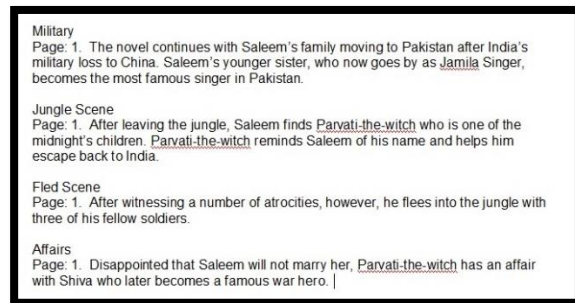 Military
Page: 1.  The novel continues with Saleem's family moving to Pakistan after India's
military loss to China. Saleem's younger sister, who now goes by as Jamila Singer,
becomes the most famous singer in Pakistan.

Jungle Scene
Page: 1.  After leaving the jungle, Saleem finds Parvati-the-witch who is one of the
midnight's children. Parvati-the-witch reminds Saleem of his name and helps him
escape back to India.

Fled Scene
Page: 1.  After witnessing a number of atrocities, however, he flees into the jungle with
three of his fellow soldiers.

Affairs
Page: 1.  Disappointed that Saleem will not marry her, Parvati-the-witch has an affair
with Shiva who later becomes a famous war hero.